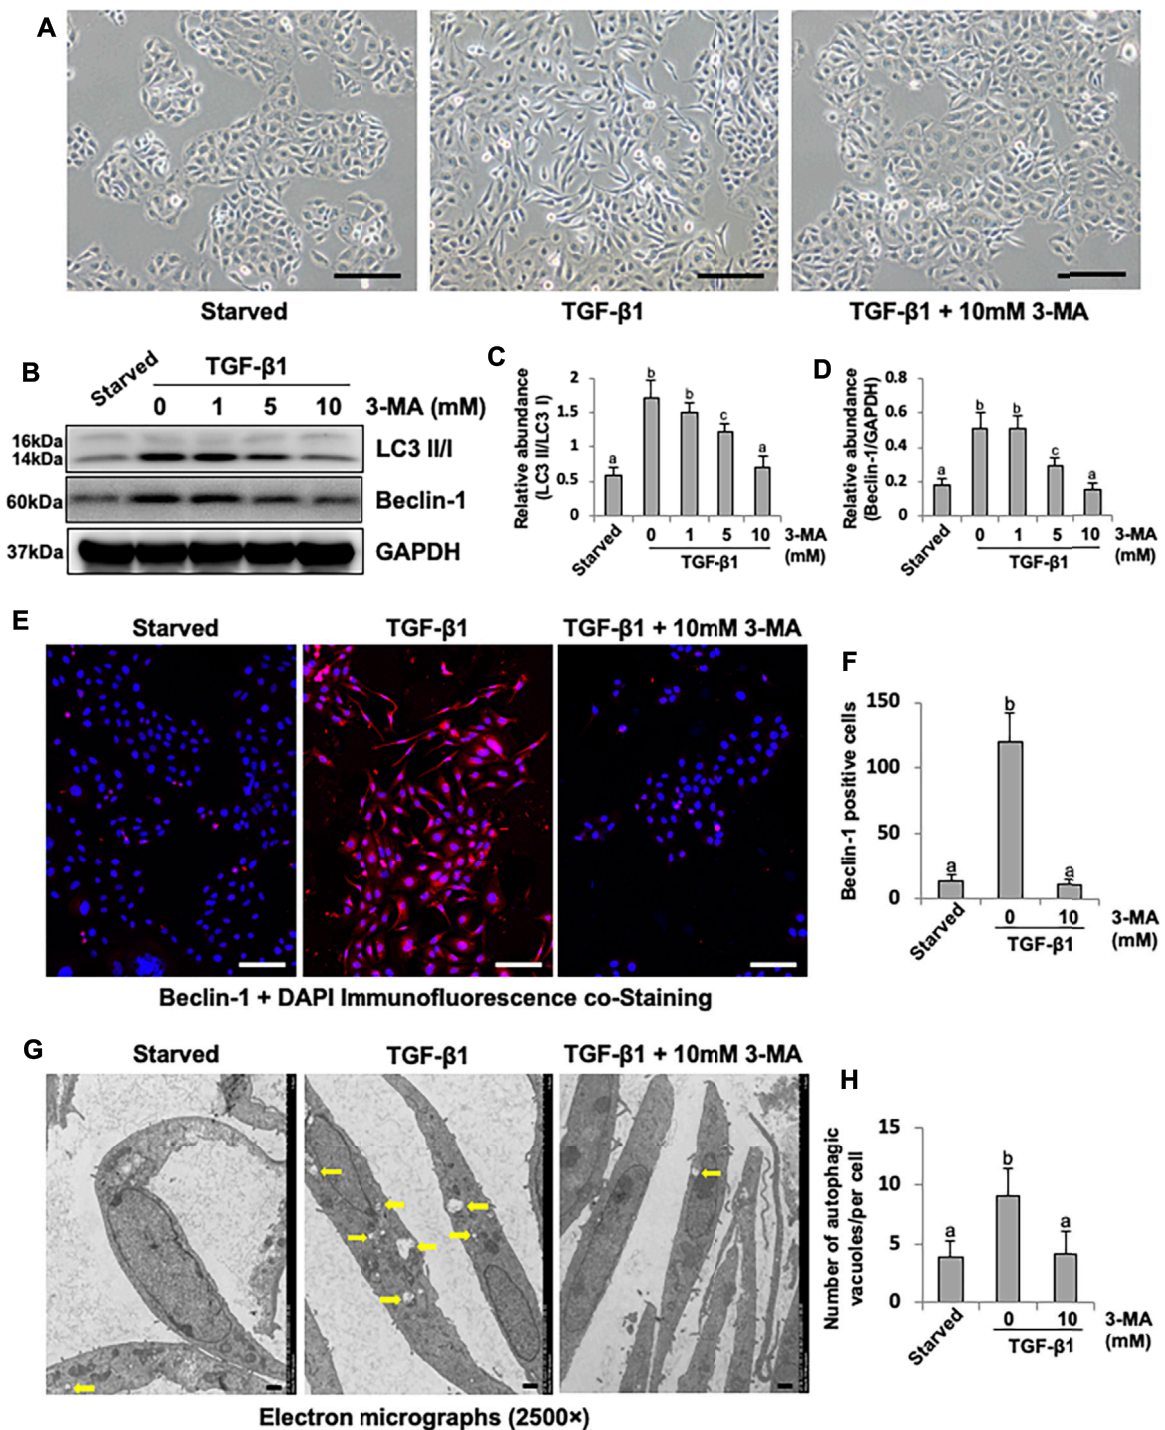 A
Starved
TGF-β1
TGF-β1 + 10mM 3-MA
B
Starved
TGF-β1
0 1 5 10 3-MA (mM)
16kDa
14kDa
LC3 II/I
60kDa
Beclin-1
37kDa
GAPDH
C
Relative abundance
(LC3 II/LC3 I)
2
1.5
1
0.5
0
a b b c a
Starved
0 1 5 10 3-MA
(mM)
TGF-β1
D
Relative abundance
(Beclin-1/GAPDH)
0.8
0.6
0.4
0.2
0
a b b c a
Starved
0 1 5 10 3-MA
(mM)
TGF-β1
E
Starved
TGF-β1
TGF-β1 + 10mM 3-MA
Beclin-1 + DAPI Immunofluorescence co-Staining
F
Beclin-1 positive cells
150
100
50
0
a b a
Starved
0 10 3-MA
(mM)
TGF-β1
G
Starved
TGF-β1
TGF-β1 + 10mM 3-MA
Electron micrographs (2500×)
H
Number of autophagic
vacuoles/per cell
15
10
5
0
a b a
Starved
0 10 3-MA
(mM)
TGF-β1